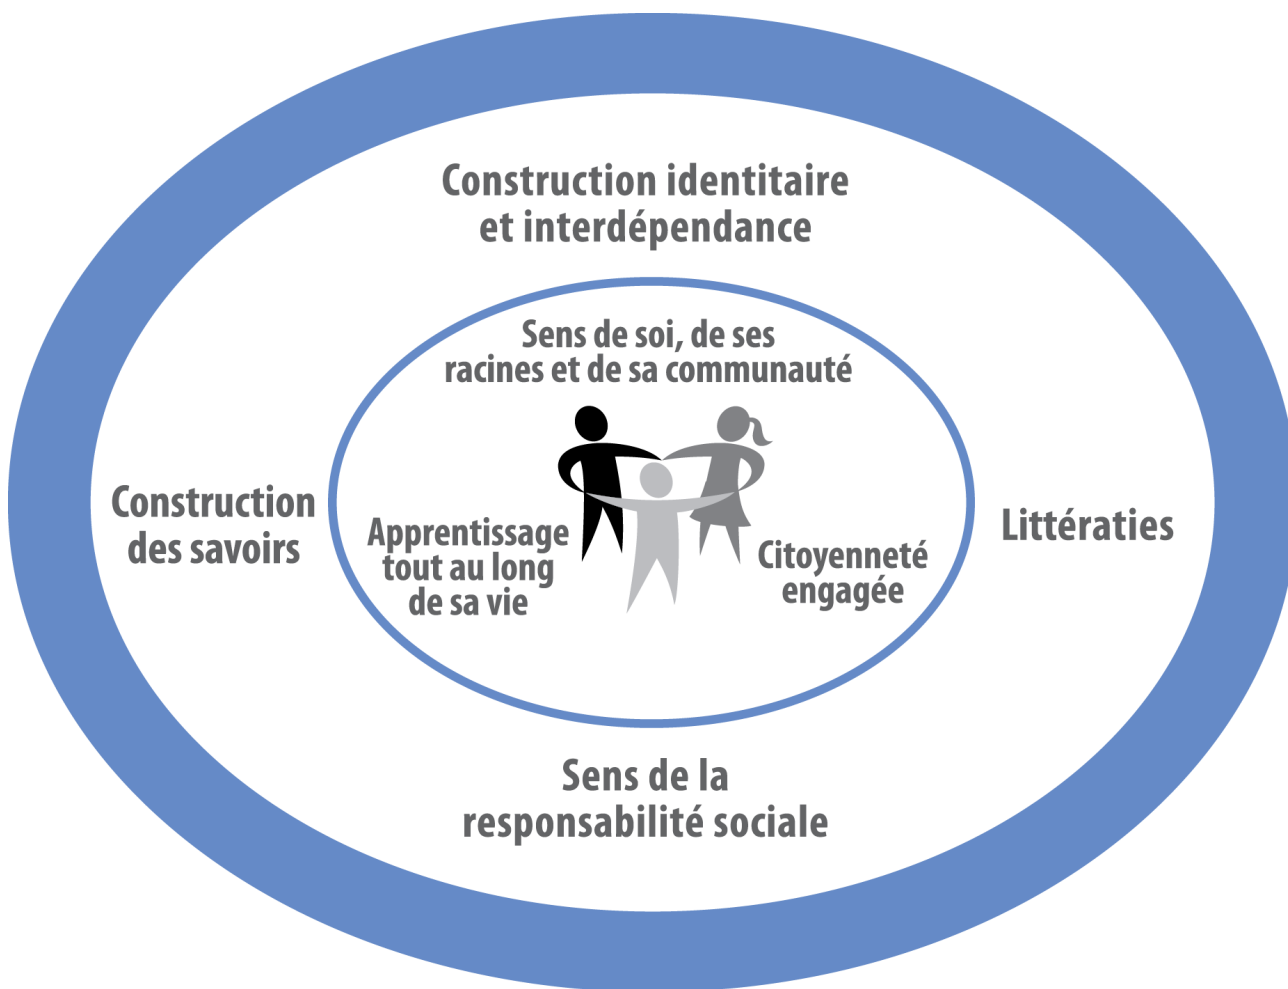 Construction identitaire
et interdépendance
Sens de soi, de ses
racines et de sa communauté
Construction
des savoirs
Apprentissage
tout au long
de sa vie
Citoyenneté
engagée
Littératies
Sens de la
responsabilité sociale